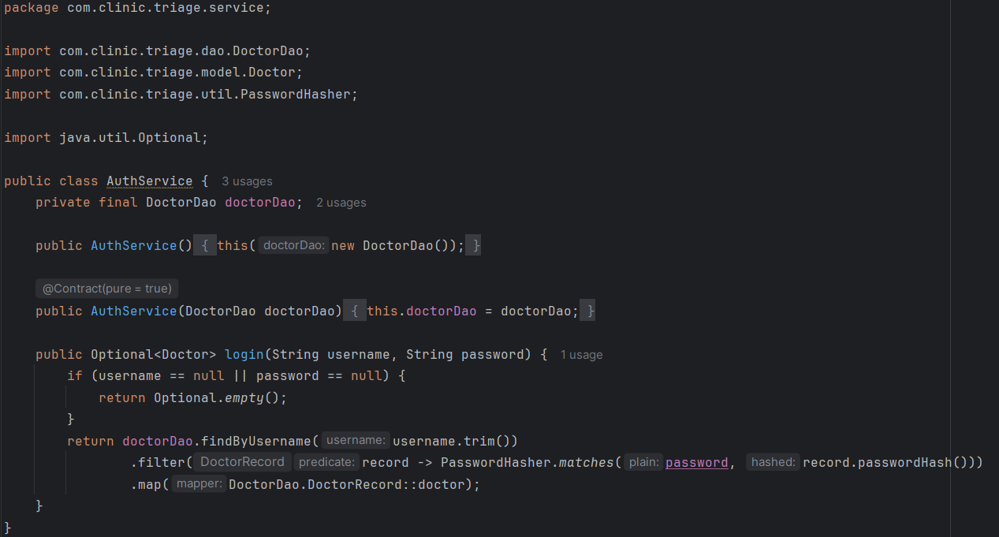 package com.clinic.triage.service;
import com.clinic.triage.dao.DoctorDao;
import com.clinic.triage.model.Doctor;
import com.clinic.triage.util.PasswordHasher;
import java.util.Optional;
public class AuthService { 3 usages
private final DoctorDao doctorDao; 2 usages
public AuthService() { this( doctorDao: new DoctorDao()); }
@Contract(pure = true)
public AuthService(DoctorDao doctorDao) { this.doctorDao = doctorDao; }
public Optional<Doctor> login(String username, String password) { 1 usage
if (username == null || password == null) {
return Optional.empty();
}
return doctorDao.findByUsername( username: username.trim())
.filter( DoctorRecord predicate: record -> PasswordHasher.matches( plain: password, hashed: record.passwordHash()))
.map( mapper: DoctorDao.DoctorRecord::doctor);
}
}